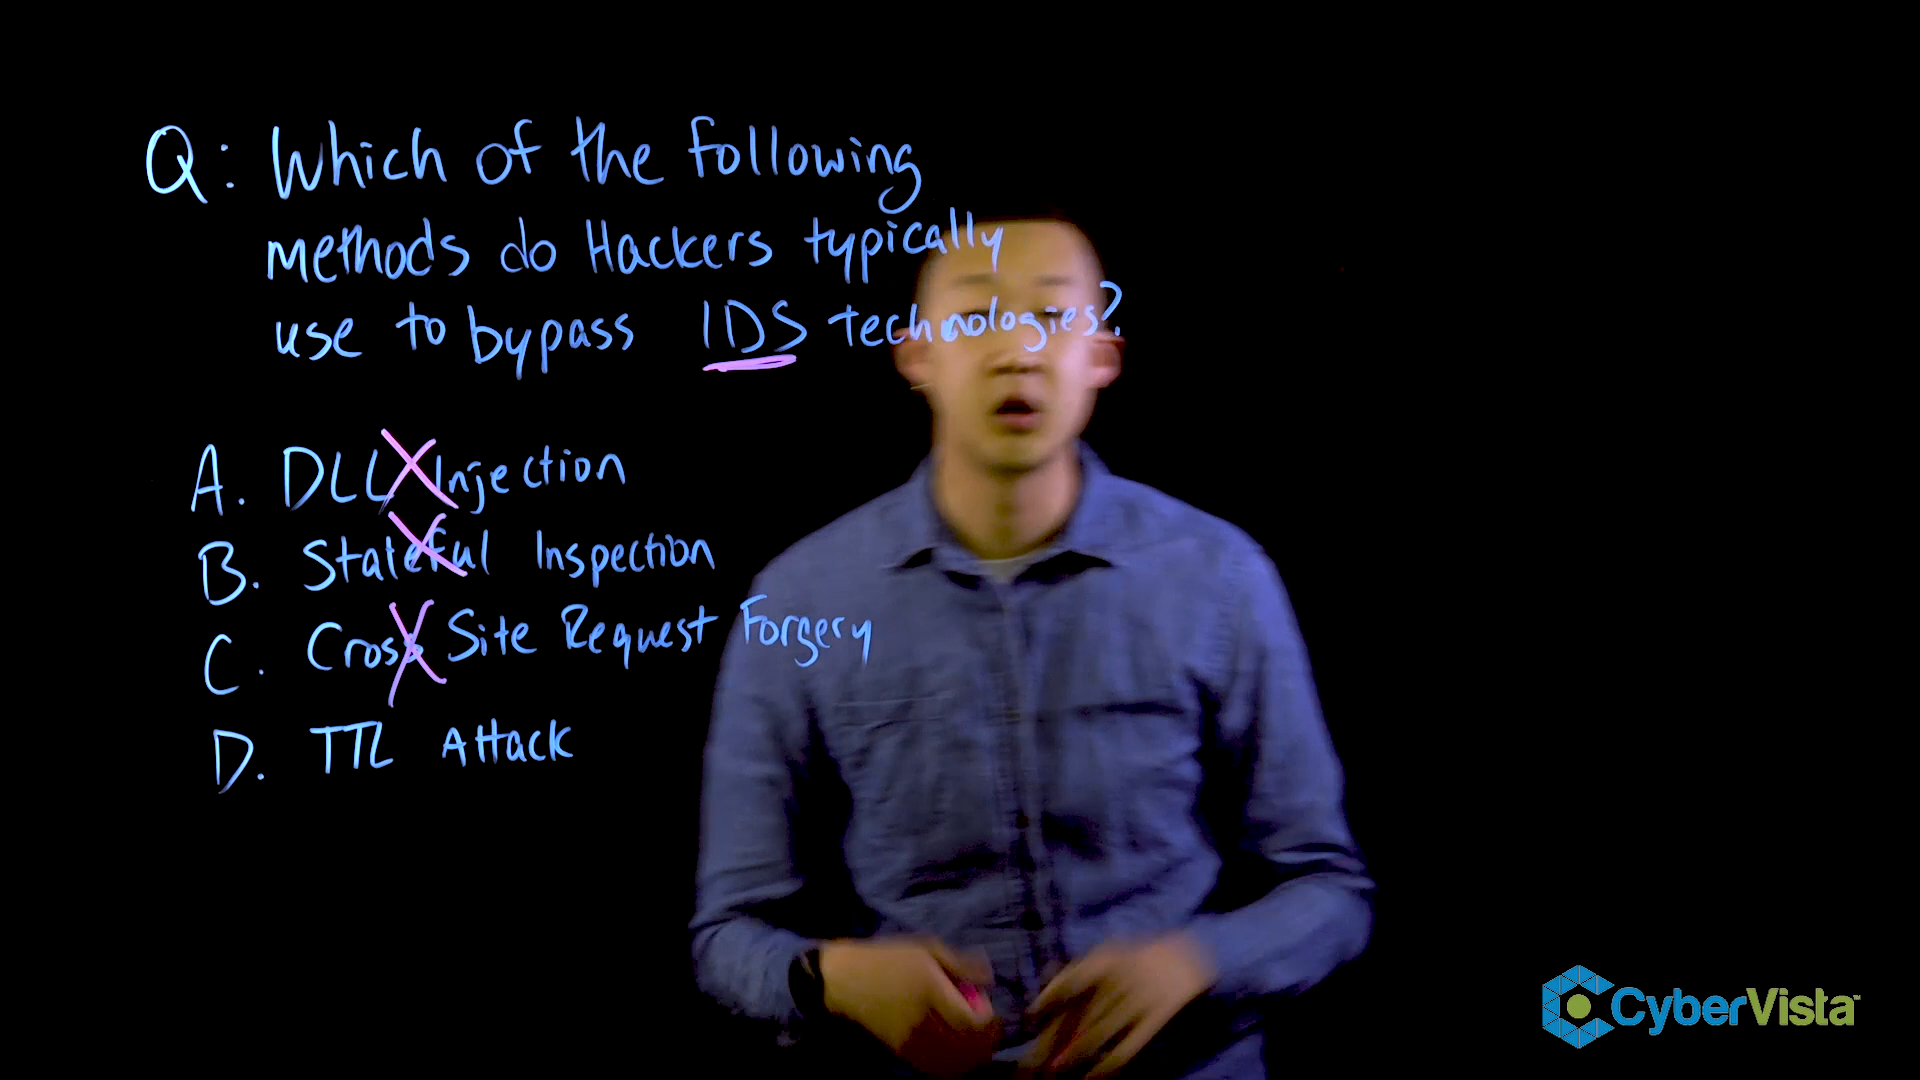 Q: Which of the following
methods do Hackers typically
use to bypass IDS technologies?
A. DLL Injection
B. Stateful Inspection
C. Cross Site Request Forgery
D. TTL Attack
CyberVista™